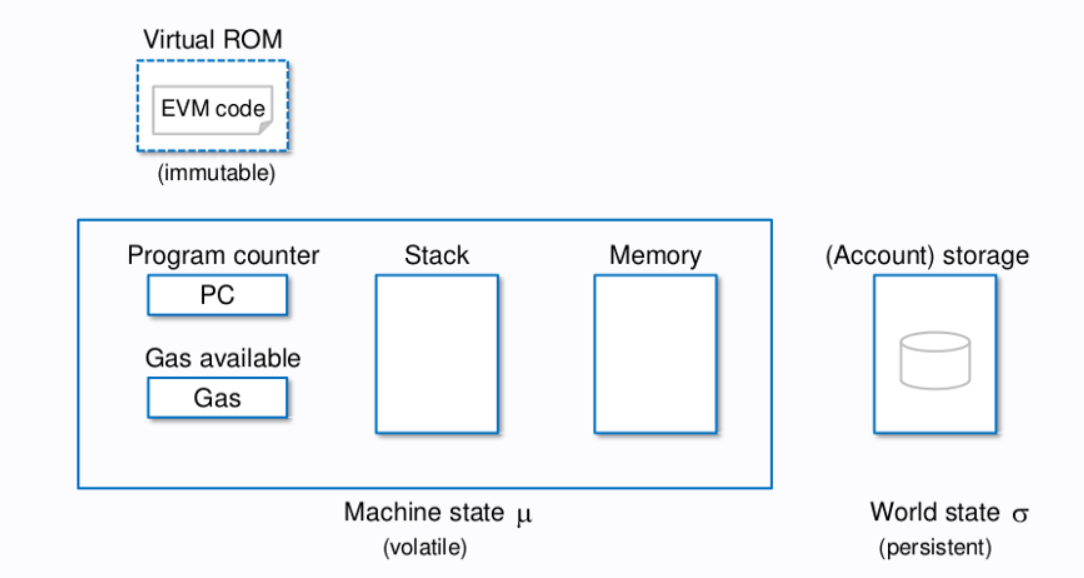 Virtual ROM
EVM code
(immutable)
Program counter
PC
Gas available
Gas
Stack
Memory
(Account) storage
Machine state μ
(volatile)
World state σ
(persistent)